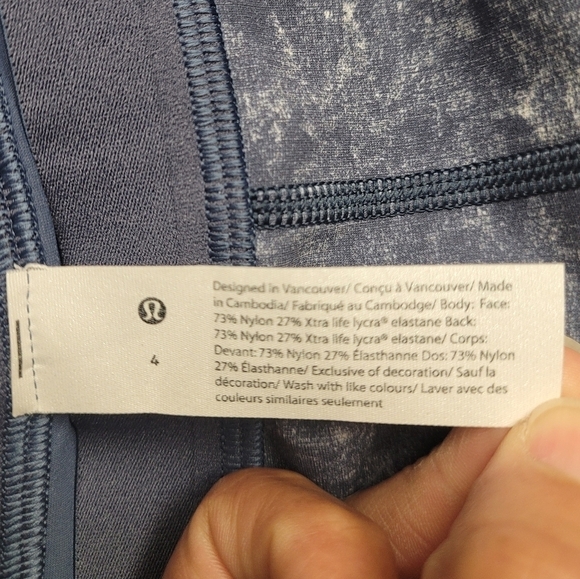 Designed in Vancouver/ Conçu à Vancouver/ Made
in Cambodia/ Fabriqué au Cambodge/ Body: Face:
73% Nylon 27% Xtra life lycra® elastane Back:
73% Nylon 27% Xtra life lycra® elastane/ Corps:
Devant: 73% Nylon 27% Élasthanne Dos: 73% Nylon
27% Élasthanne/ Exclusive of decoration/ Sauf la
décoration/ Wash with like colours/ Laver avec des
couleurs similaires seulement
4